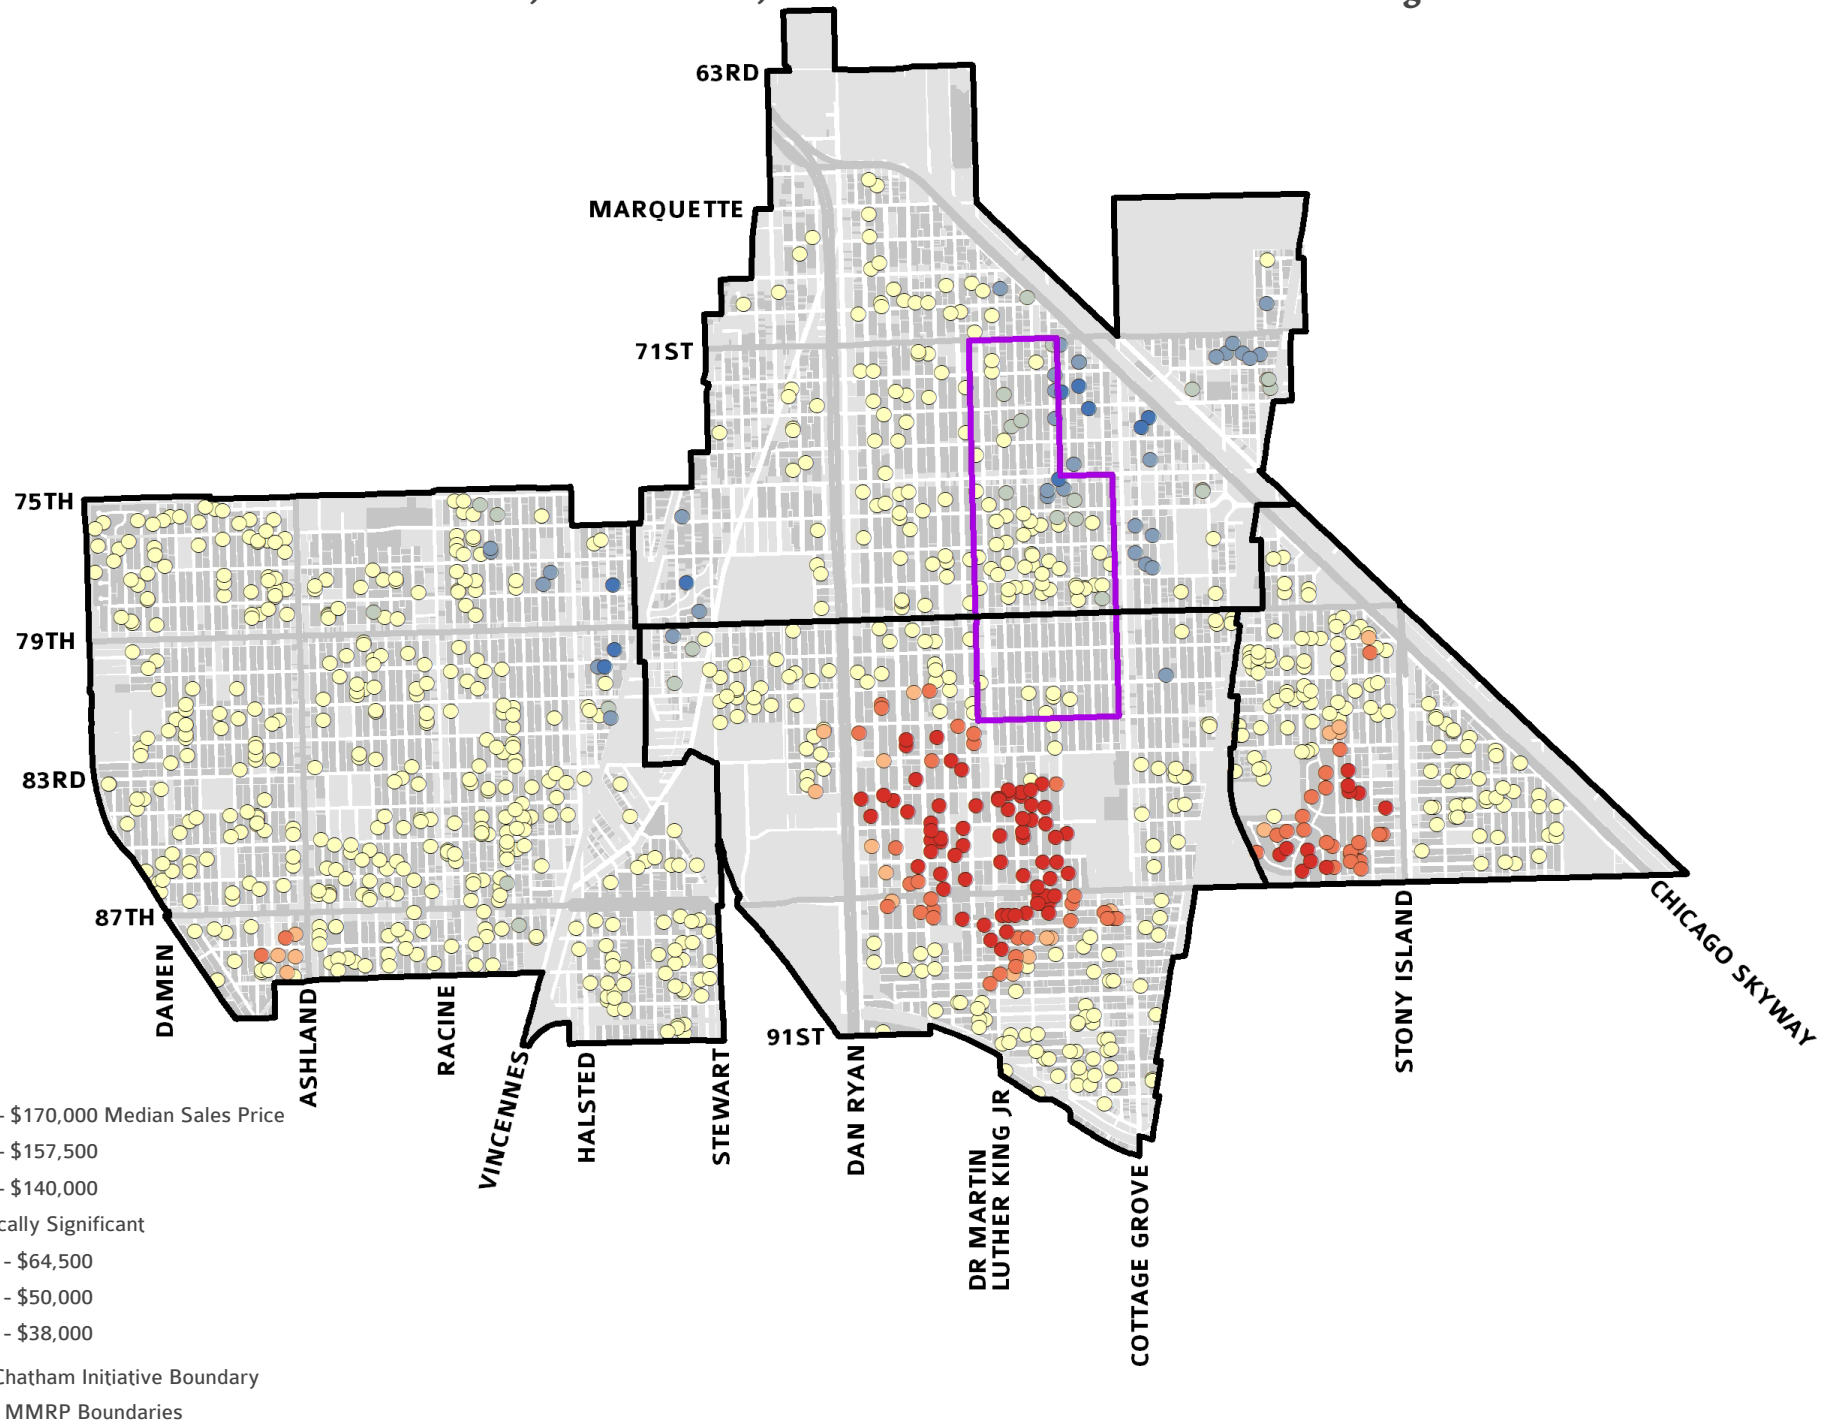 63RD
MARQUETTE
71ST
75TH
79TH
83RD
87TH
91ST
DAMEN
ASHLAND
RACINE
VINCENNES
HALSTED
STEWART
DAN RYAN
DR MARTIN
LUTHER KING JR
COTTAGE GROVE
STONY ISLAND
CHICAGO SKYWAY
- $170,000 Median Sales Price
- $157,500
- $140,000
cally Significant
- $64,500
- $50,000
- $38,000
Chatham Initiative Boundary
MMRP Boundaries